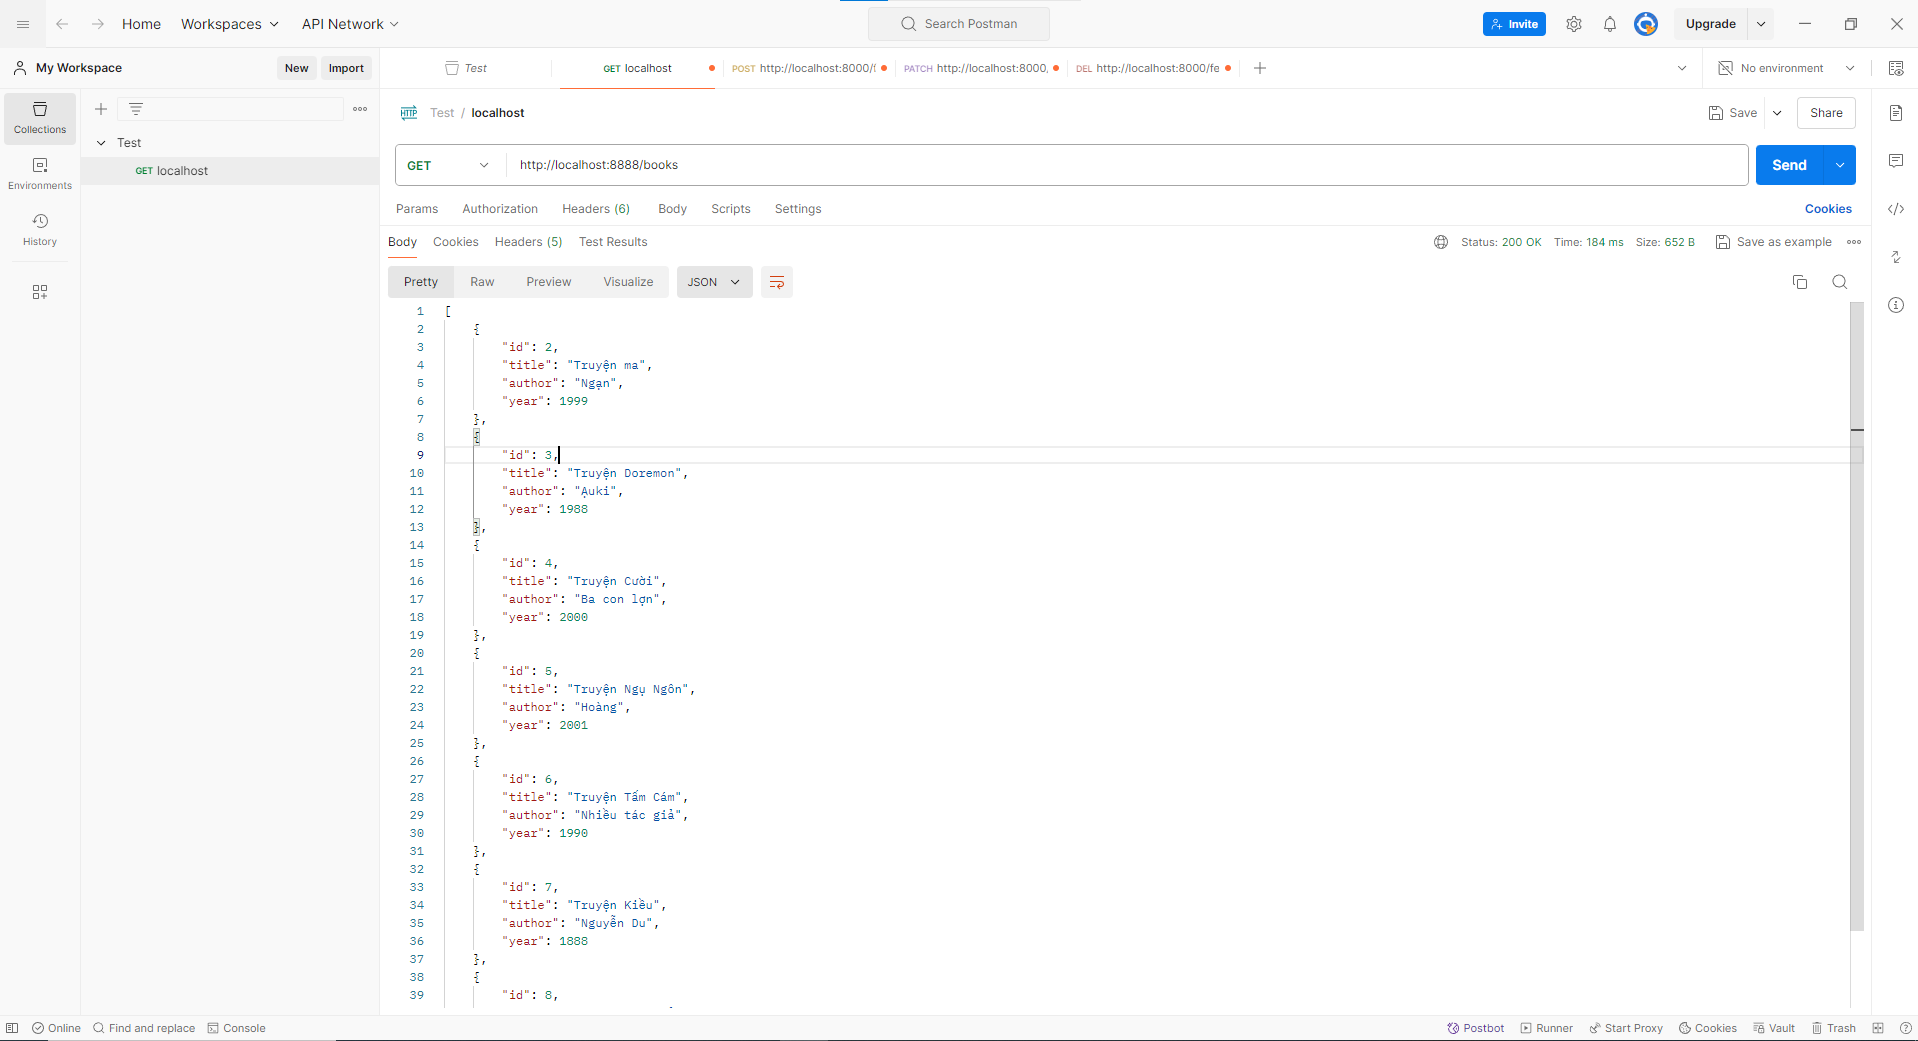 Home
Workspaces
API Network
Search Postman
Invite
Upgrade
My Workspace
New
Import
Test
GET localhost
POST http://localhost:8000/
PATCH http://localhost:8000,
DEL http://localhost:8000/fe
No environment
Collections
Environments
History
Test
GET localhost
HTTP
Test / localhost
Save
Share
GET
http://localhost:8888/books
Send
Params
Authorization
Headers (6)
Body
Scripts
Settings
Cookies
Body
Cookies
Headers (5)
Test Results
Status: 200 OK
Time: 184 ms
Size: 652 B
Save as example
Pretty
Raw
Preview
Visualize
JSON
1 [
2 {
3 "id": 2,
4 "title": "Truyện ma",
5 "author": "Ngạn",
6 "year": 1999
7 },
8 {
9 "id": 3,
10 "title": "Truyện Doremon",
11 "author": "Ạuki",
12 "year": 1988
13 },
14 {
15 "id": 4,
16 "title": "Truyện Cười",
17 "author": "Ba con lợn",
18 "year": 2000
19 },
20 {
21 "id": 5,
22 "title": "Truyện Ngụ Ngôn",
23 "author": "Hoàng",
24 "year": 2001
25 },
26 {
27 "id": 6,
28 "title": "Truyện Tấm Cám",
29 "author": "Nhiều tác giả",
30 "year": 1990
31 },
32 {
33 "id": 7,
34 "title": "Truyện Kiều",
35 "author": "Nguyễn Du",
36 "year": 1888
37 },
38 {
39 "id": 8,
Online
Find and replace
Console
Postbot
Runner
Start Proxy
Cookies
Vault
Trash